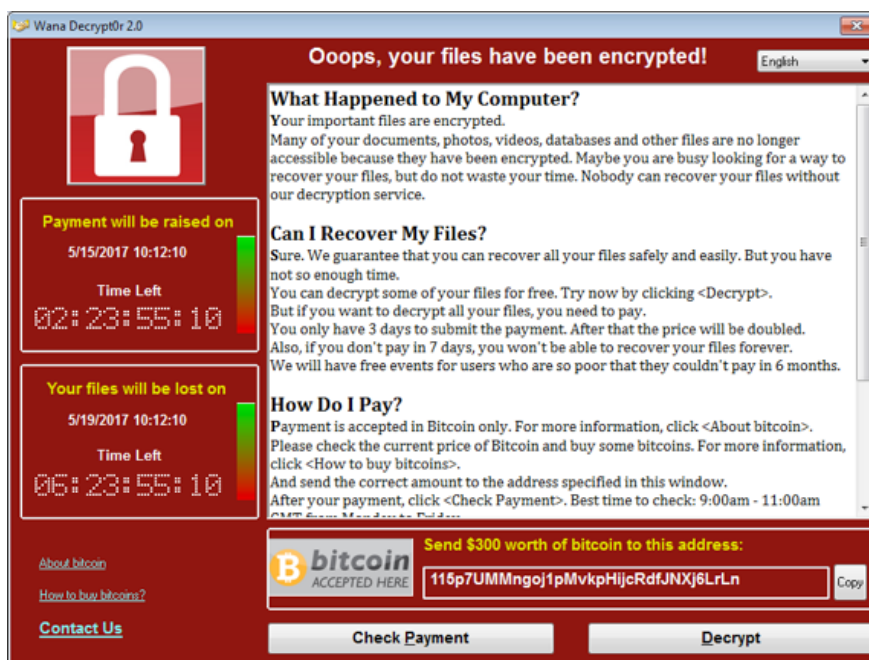 Wana Decrypt0r 2.0
Ooops, your files have been encrypted!
English
What Happened to My Computer?
Your important files are encrypted.
Many of your documents, photos, videos, databases and other files are no longer
accessible because they have been encrypted. Maybe you are busy looking for a way to
recover your files, but do not waste your time. Nobody can recover your files without
our decryption service.
Can I Recover My Files?
Sure. We guarantee that you can recover all your files safely and easily. But you have
not so enough time.
You can decrypt some of your files for free. Try now by clicking <Decrypt>.
But if you want to decrypt all your files, you need to pay.
You only have 3 days to submit the payment. After that the price will be doubled.
Also, if you don't pay in 7 days, you won't be able to recover your files forever.
We will have free events for users who are so poor that they couldn't pay in 6 months.
How Do I Pay?
Payment is accepted in Bitcoin only. For more information, click <About bitcoin>.
Please check the current price of Bitcoin and buy some bitcoins. For more information,
click <How to buy bitcoins>.
And send the correct amount to the address specified in this window.
After your payment, click <Check Payment>. Best time to check: 9:00am - 11:00am
GMT from Monday to Friday
Payment will be raised on
5/15/2017 10:12:10
Time Left
02:23:55:10
Your files will be lost on
5/19/2017 10:12:10
Time Left
06:23:55:10
About bitcoin
How to buy bitcoins?
Contact Us
bitcoin
ACCEPTED HERE
Send $300 worth of bitcoin to this address:
115p7UMMngoj1pMvkpHijcRdfJNXj6LrLn
Copy
Check Payment
Decrypt